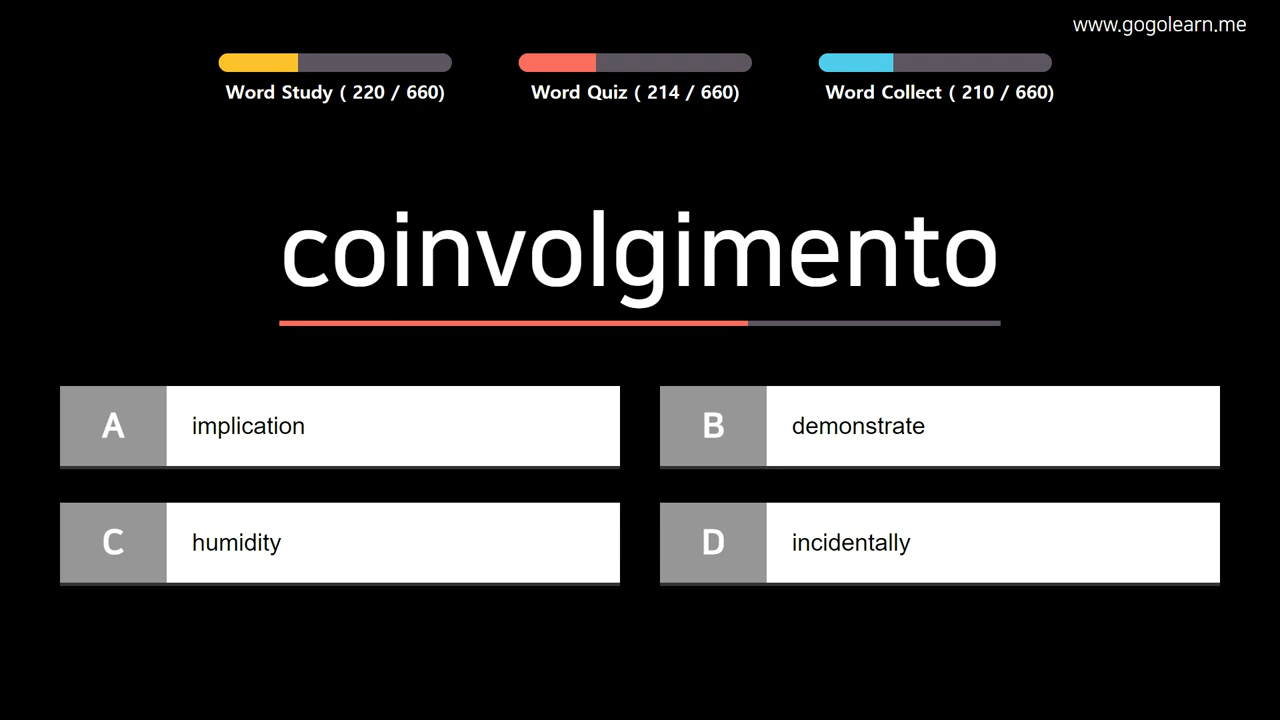 www.gogolearn.me
Word Study ( 220 / 660)
Word Quiz ( 214 / 660)
Word Collect ( 210 / 660)
coinvolgimento
A implication
B demonstrate
C humidity
D incidentally